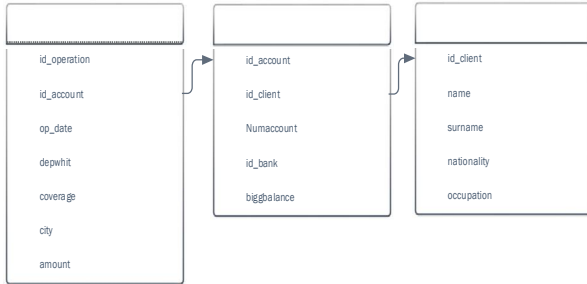 id_operation
id_account
op_date
depwhit
coverage
city
amount
id_account
id_client
Numaccount
id_bank
biggbalance
id_client
name
surname
nationality
occupation